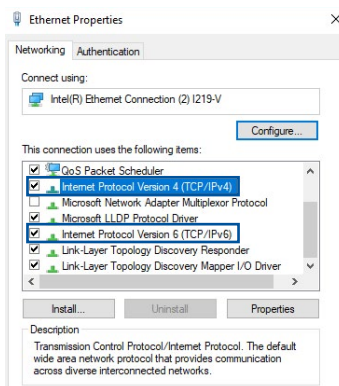 Ethernet Properties
Networking Authentication
Connect using:
Intel(R) Ethernet Connection (2) I219-V
Configure...
This connection uses the following items:
QoS Packet Scheduler
Internet Protocol Version 4 (TCP/IPv4)
Microsoft Network Adapter Multiplexor Protocol
Microsoft LLDP Protocol Driver
Internet Protocol Version 6 (TCP/IPv6)
Link-Layer Topology Discovery Responder
Link-Layer Topology Discovery Mapper I/O Driver
Install... Uninstall Properties
Description
Transmission Control Protocol/Internet Protocol. The default
wide area network protocol that provides communication
across diverse interconnected networks.